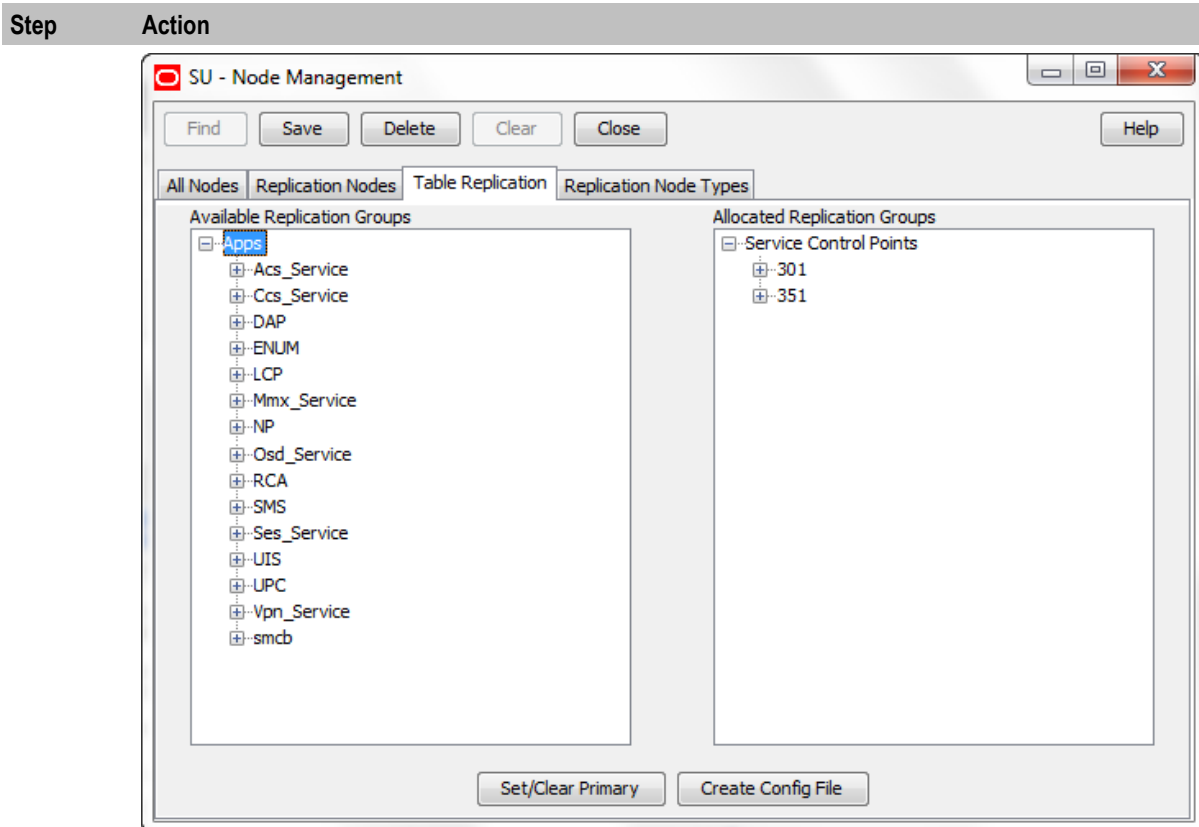 Step Action
SU - Node Management
Find Save Delete Clear Close Help
All Nodes Replication Nodes Table Replication Replication Node Types
Available Replication Groups Allocated Replication Groups
Apps Service Control Points
Acs_Service 301
Ccs_Service 351
DAP
ENUM
LCP
Mmx_Service
NP
Osd_Service
RCA
SMS
Ses_Service
UIS
UPC
Vpn_Service
smcb
Set/Clear Primary Create Config File